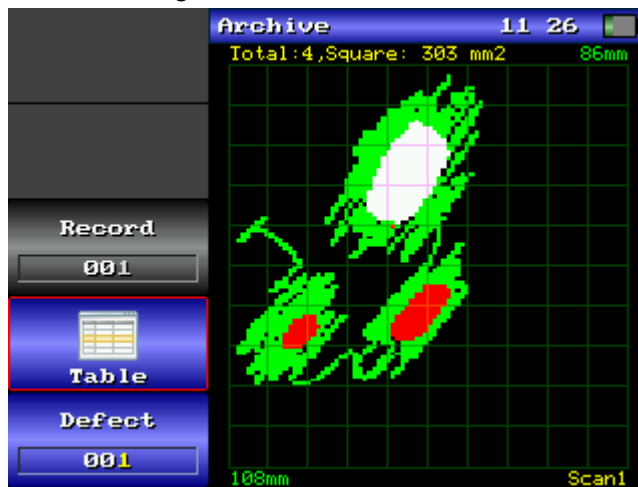 Archive 11 26
Total:4,Square: 303 mm2 86mm
Record
001
Table
Defect
001
108mm Scan1